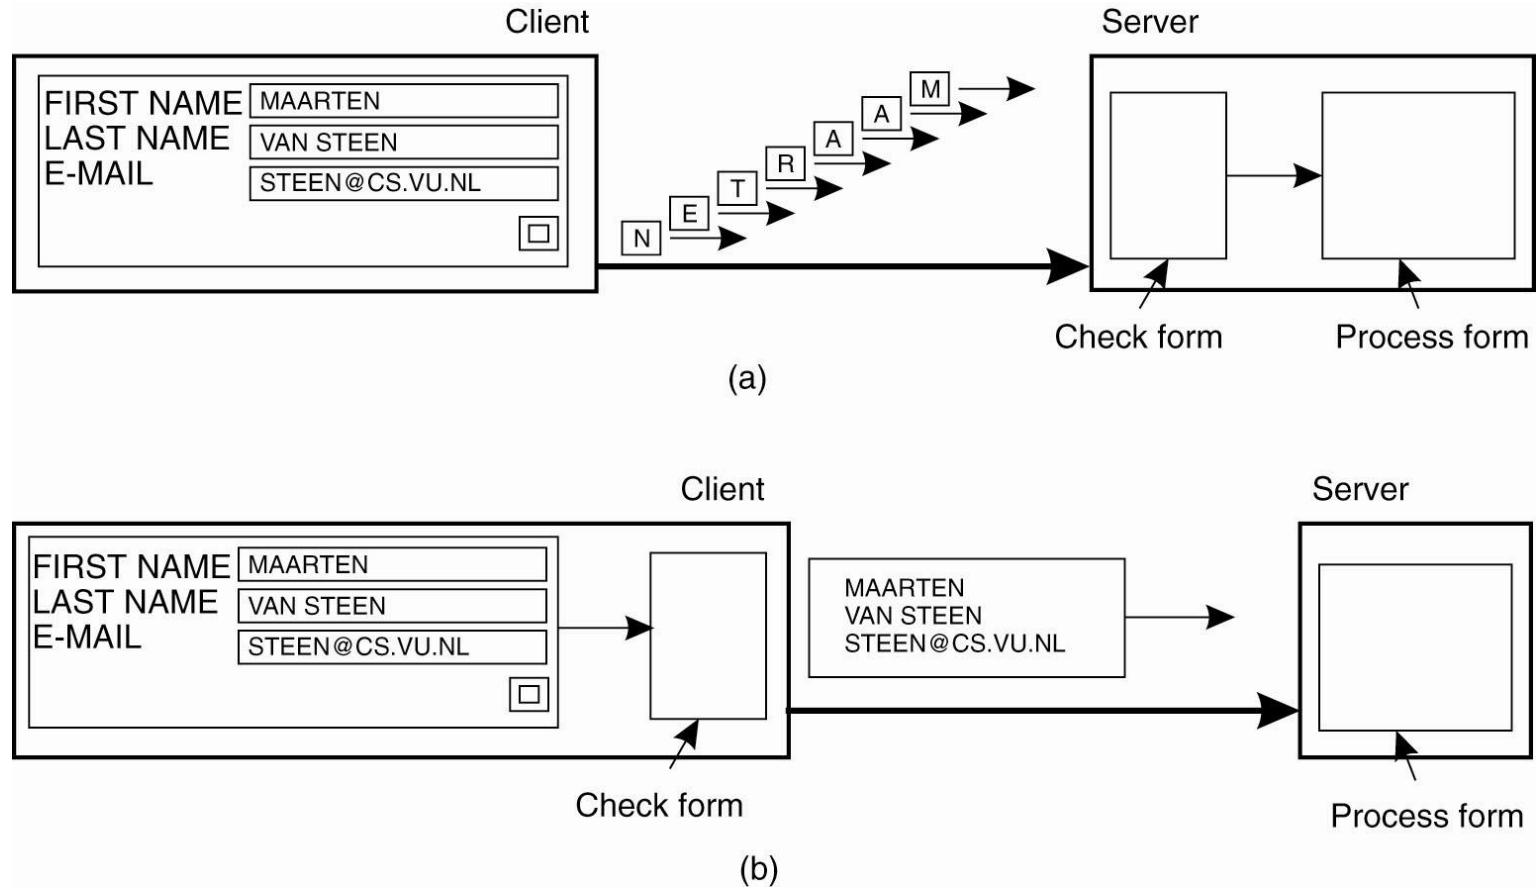 Client
Server
FIRST NAME MAARTEN
LAST NAME VAN STEEN
E-MAIL STEEN@CS.VU.NL
N E T R A A M
Check form
Process form
(a)
Client
Server
FIRST NAME MAARTEN
LAST NAME VAN STEEN
E-MAIL STEEN@CS.VU.NL
MAARTEN
VAN STEEN
STEEN@CS.VU.NL
Check form
Process form
(b)